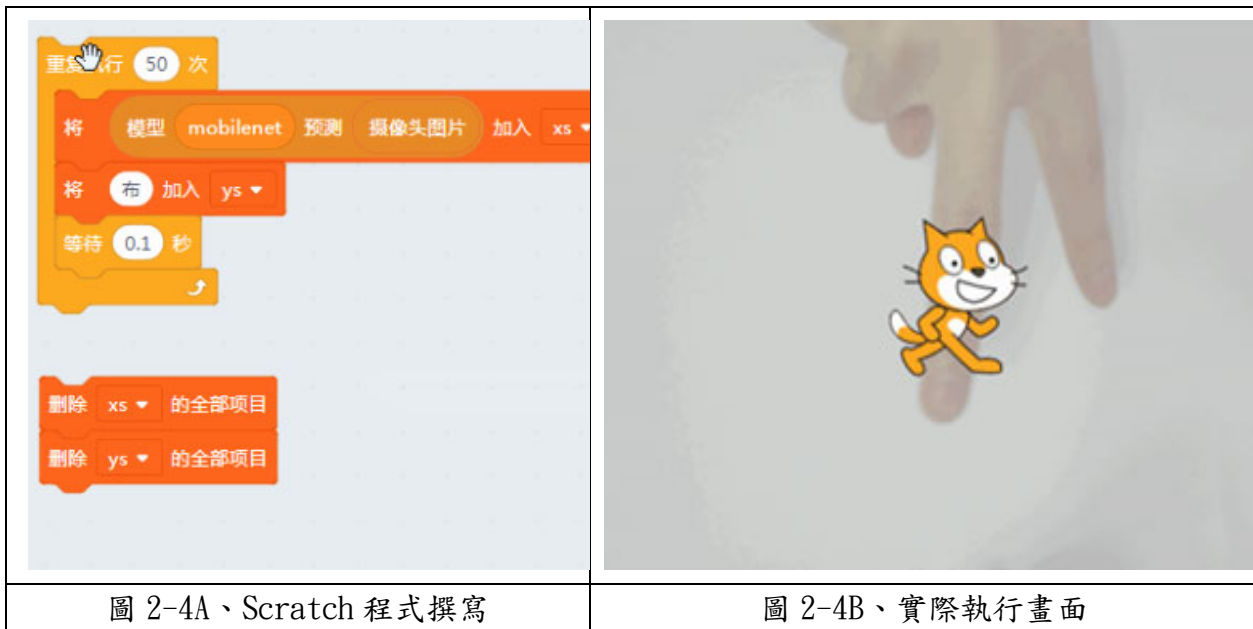 重复执行 50 次
将 模型 mobilenet 预测 摄像头图片 加入 xs
将 布 加入 ys
等待 0.1 秒
删除 xs 的全部项目
删除 ys 的全部项目
圖 2-4A、Scratch 程式撰寫
圖 2-4B、實際執行畫面